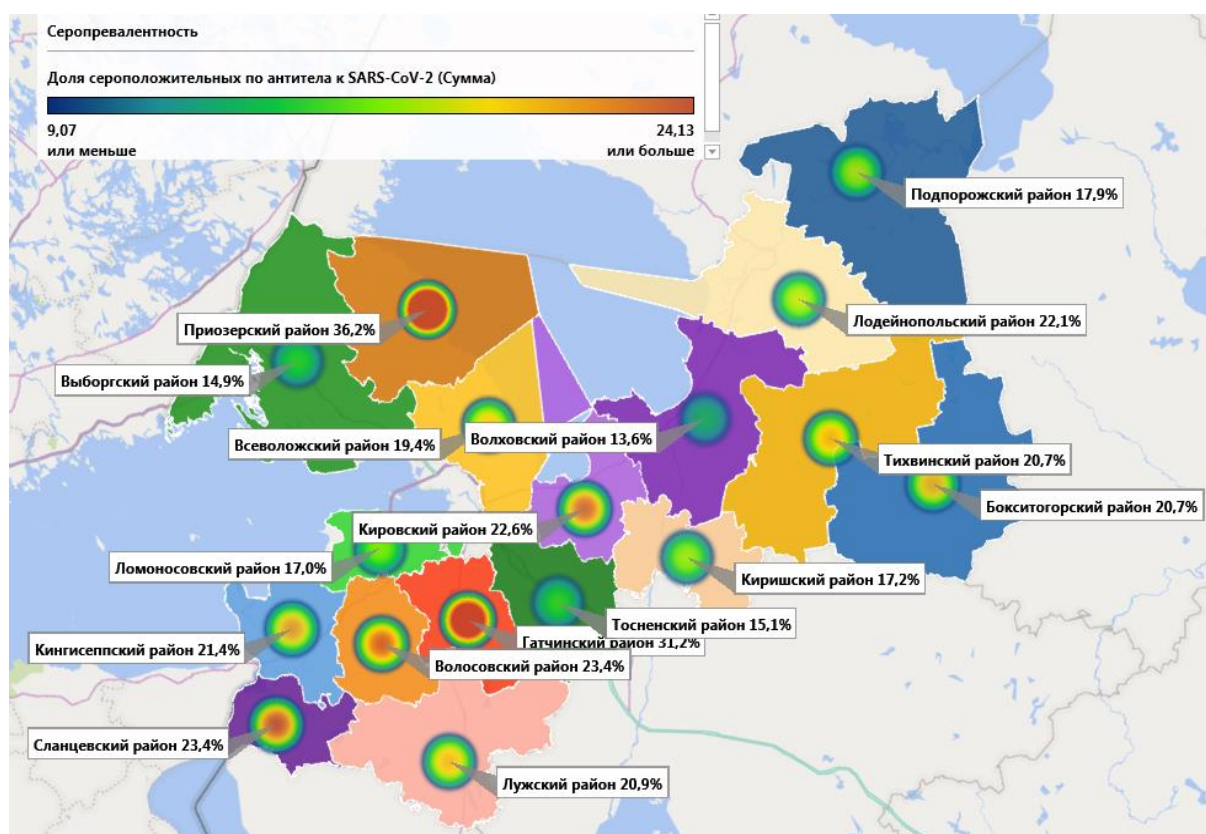 Серопревалентность
Доля сероположительных по антитела к SARS-CoV-2 (Сумма)
9,07
или меньше
24,13
или больше
Подпорожский район 17,9%
Лодейнопольский район 22,1%
Приозерский район 36,2%
Выборгский район 14,9%
Всеволожский район 19,4%
Волховский район 13,6%
Тихвинский район 20,7%
Бокситогорский район 20,7%
Кировский район 22,6%
Ломоносовский район 17,0%
Киришский район 17,2%
Тосненский район 15,1%
Гатчинский район 31,2%
Кингисеппский район 21,4%
Волосовский район 23,4%
Сланцевский район 23,4%
Лужский район 20,9%